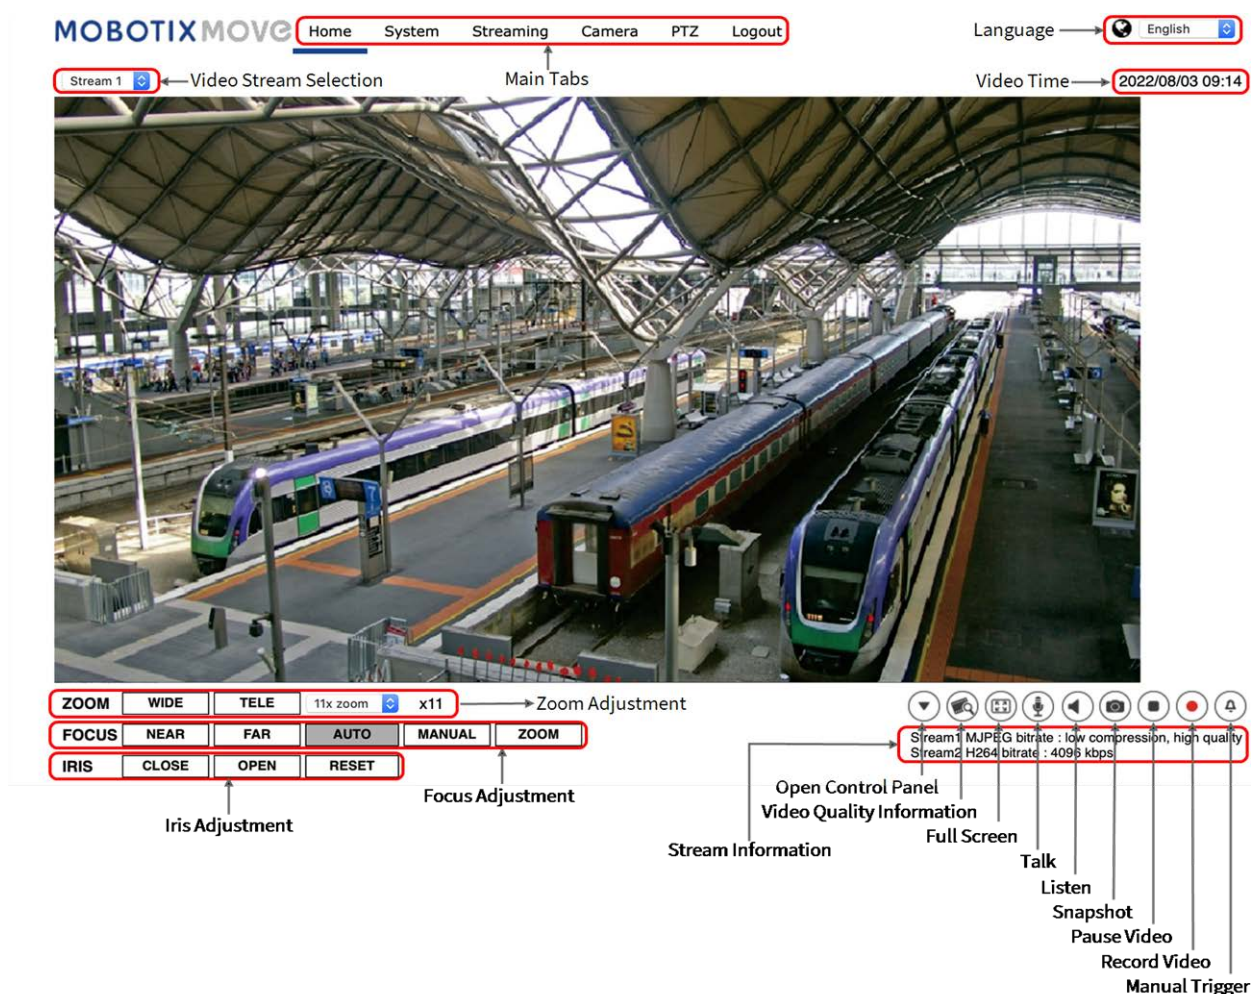 MOBOTIX MOVE Home System Streaming Camera PTZ Logout Language English
Stream 1 Video Stream Selection Main Tabs Video Time 2022/08/03 09:14
7
ZOOM WIDE TELE 11x zoom x11 Zoom Adjustment
FOCUS NEAR FAR AUTO MANUAL ZOOM
IRIS CLOSE OPEN RESET
Stream1 MJPEG bitrate : low compression, high quality
Stream2 H264 bitrate : 4096 kbps
Open Control Panel
Focus Adjustment
Video Quality Information
Iris Adjustment
Full Screen
Stream Information
Talk
Listen
Snapshot
Pause Video
Record Video
Manual Trigger